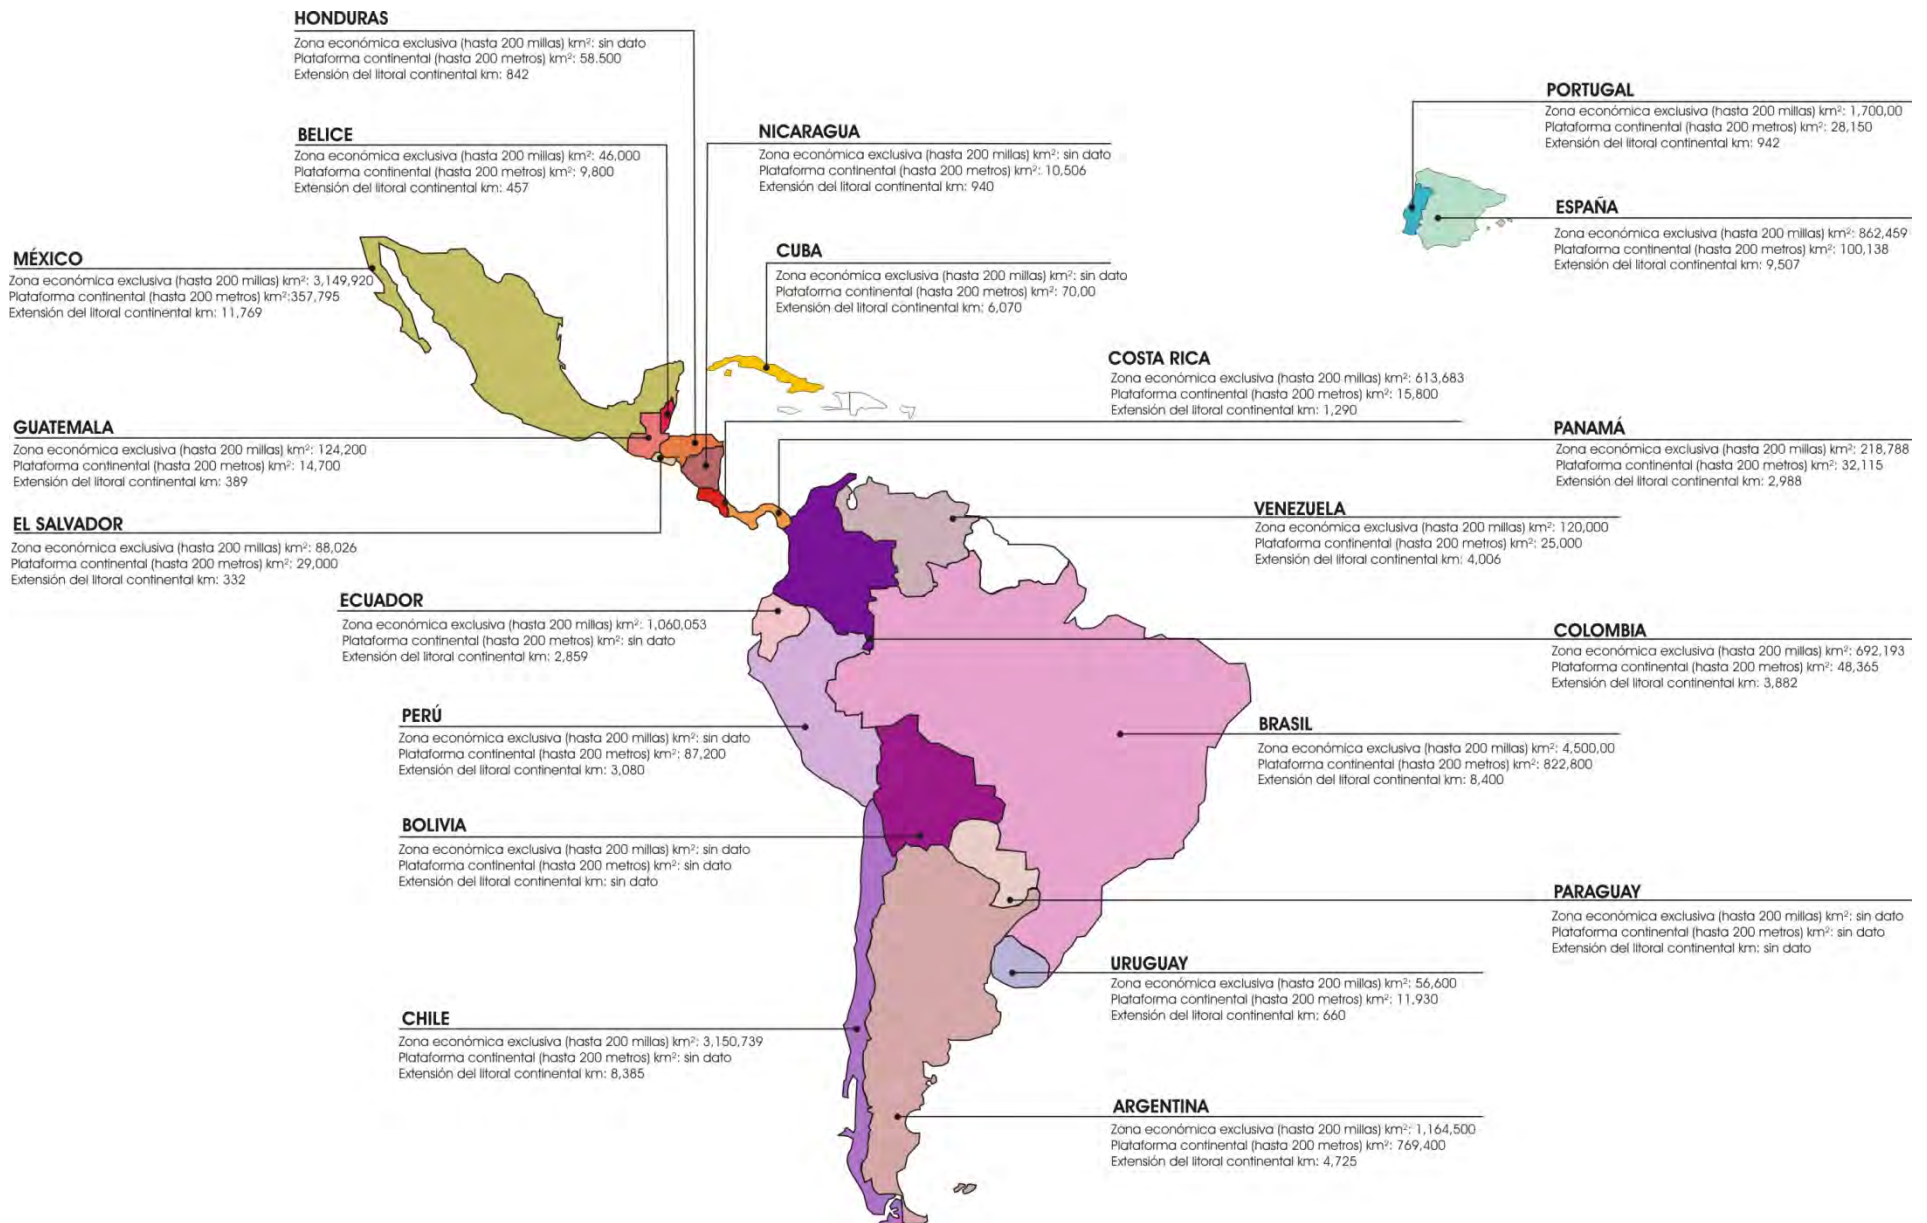 HONDURAS
Zona económica exclusiva (hasta 200 millas) km²: sin dato
Plataforma continental (hasta 200 metros) km²: 58.500
Extensión del litoral continental km: 842
BELICE
Zona económica exclusiva (hasta 200 millas) km²: 46,000
Plataforma continental (hasta 200 metros) km²: 9,800
Extensión del litoral continental km: 457
NICARAGUA
Zona económica exclusiva (hasta 200 millas) km²: sin dato
Plataforma continental (hasta 200 metros) km²: 10,506
Extensión del litoral continental km: 940
PORTUGAL
Zona económica exclusiva (hasta 200 millas) km²: 1,700,00
Plataforma continental (hasta 200 metros) km²: 28,150
Extensión del litoral continental km: 942
ESPAÑA
Zona económica exclusiva (hasta 200 millas) km²: 862,459
Plataforma continental (hasta 200 metros) km²: 100,138
Extensión del litoral continental km: 9,507
MÉXICO
Zona económica exclusiva (hasta 200 millas) km²: 3,149,920
Plataforma continental (hasta 200 metros) km²:357,795
Extensión del litoral continental km: 11,769
CUBA
Zona económica exclusiva (hasta 200 millas) km²: sin dato
Plataforma continental (hasta 200 metros) km²: 70,00
Extensión del litoral continental km: 6,070
COSTA RICA
Zona económica exclusiva (hasta 200 millas) km²: 613,683
Plataforma continental (hasta 200 metros) km²: 15,800
Extensión del litoral continental km: 1,290
GUATEMALA
Zona económica exclusiva (hasta 200 millas) km²: 124,200
Plataforma continental (hasta 200 metros) km²: 14,700
Extensión del litoral continental km: 389
PANAMÁ
Zona económica exclusiva (hasta 200 millas) km²: 218,788
Plataforma continental (hasta 200 metros) km²: 32,115
Extensión del litoral continental km: 2,988
EL SALVADOR
Zona económica exclusiva (hasta 200 millas) km²: 88,026
Plataforma continental (hasta 200 metros) km²: 29,000
Extensión del litoral continental km: 332
VENEZUELA
Zona económica exclusiva (hasta 200 millas) km²: 120,000
Plataforma continental (hasta 200 metros) km²: 25,000
Extensión del litoral continental km: 4,006
ECUADOR
Zona económica exclusiva (hasta 200 millas) km²: 1,060,053
Plataforma continental (hasta 200 metros) km²: sin dato
Extensión del litoral continental km: 2,859
COLOMBIA
Zona económica exclusiva (hasta 200 millas) km²: 692,193
Plataforma continental (hasta 200 metros) km²: 48,365
Extensión del litoral continental km: 3,882
PERÚ
Zona económica exclusiva (hasta 200 millas) km²: sin dato
Plataforma continental (hasta 200 metros) km²: 87,200
Extensión del litoral continental km: 3,080
BRASIL
Zona económica exclusiva (hasta 200 millas) km²: 4,500,00
Plataforma continental (hasta 200 metros) km²: 822,800
Extensión del litoral continental km: 8,400
BOLIVIA
Zona económica exclusiva (hasta 200 millas) km²: sin dato
Plataforma continental (hasta 200 metros) km²: sin dato
Extensión del litoral continental km: sin dato
PARAGUAY
Zona económica exclusiva (hasta 200 millas) km²: sin dato
Plataforma continental (hasta 200 metros) km²: sin dato
Extensión del litoral continental km: sin dato
URUGUAY
Zona económica exclusiva (hasta 200 millas) km²: 56,600
Plataforma continental (hasta 200 metros) km²: 11,930
Extensión del litoral continental km: 660
CHILE
Zona económica exclusiva (hasta 200 millas) km²: 3,150,739
Plataforma continental (hasta 200 metros) km²: sin dato
Extensión del litoral continental km: 8,385
ARGENTINA
Zona económica exclusiva (hasta 200 millas) km²: 1,164,500
Plataforma continental (hasta 200 metros) km²: 769,400
Extensión del litoral continental km: 4,725